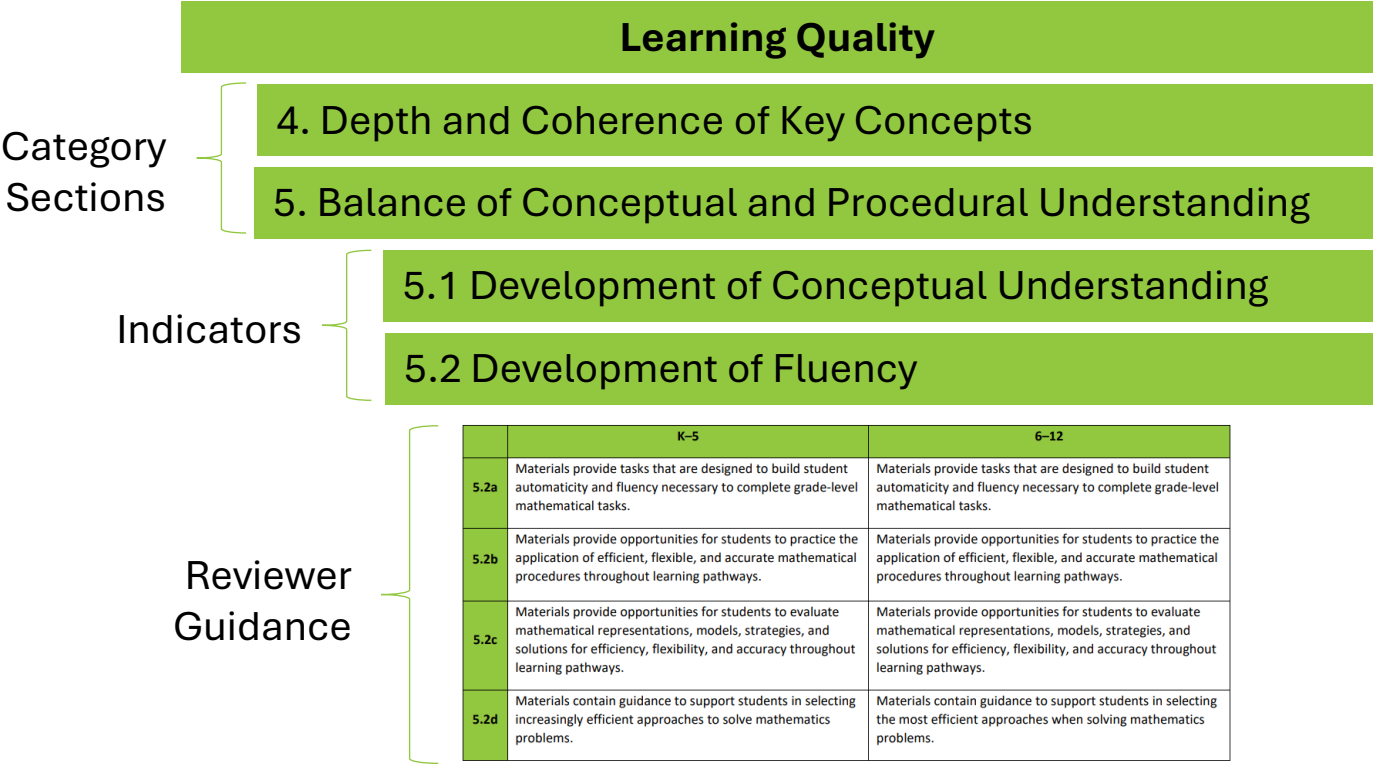 Learning Quality
Category
Sections
4. Depth and Coherence of Key Concepts
5. Balance of Conceptual and Procedural Understanding
Indicators
5.1 Development of Conceptual Understanding
5.2 Development of Fluency
Reviewer
Guidance
K–5
6–12
5.2a
Materials provide tasks that are designed to build student
automaticity and fluency necessary to complete grade-level
mathematical tasks.
Materials provide tasks that are designed to build student
automaticity and fluency necessary to complete grade-level
mathematical tasks.
5.2b
Materials provide opportunities for students to practice the
application of efficient, flexible, and accurate mathematical
procedures throughout learning pathways.
Materials provide opportunities for students to practice the
application of efficient, flexible, and accurate mathematical
procedures throughout learning pathways.
5.2c
Materials provide opportunities for students to evaluate
mathematical representations, models, strategies, and
solutions for efficiency, flexibility, and accuracy throughout
learning pathways.
Materials provide opportunities for students to evaluate
mathematical representations, models, strategies, and
solutions for efficiency, flexibility, and accuracy throughout
learning pathways.
5.2d
Materials contain guidance to support students in selecting
increasingly efficient approaches to solve mathematics
problems.
Materials contain guidance to support students in selecting
the most efficient approaches when solving mathematics
problems.